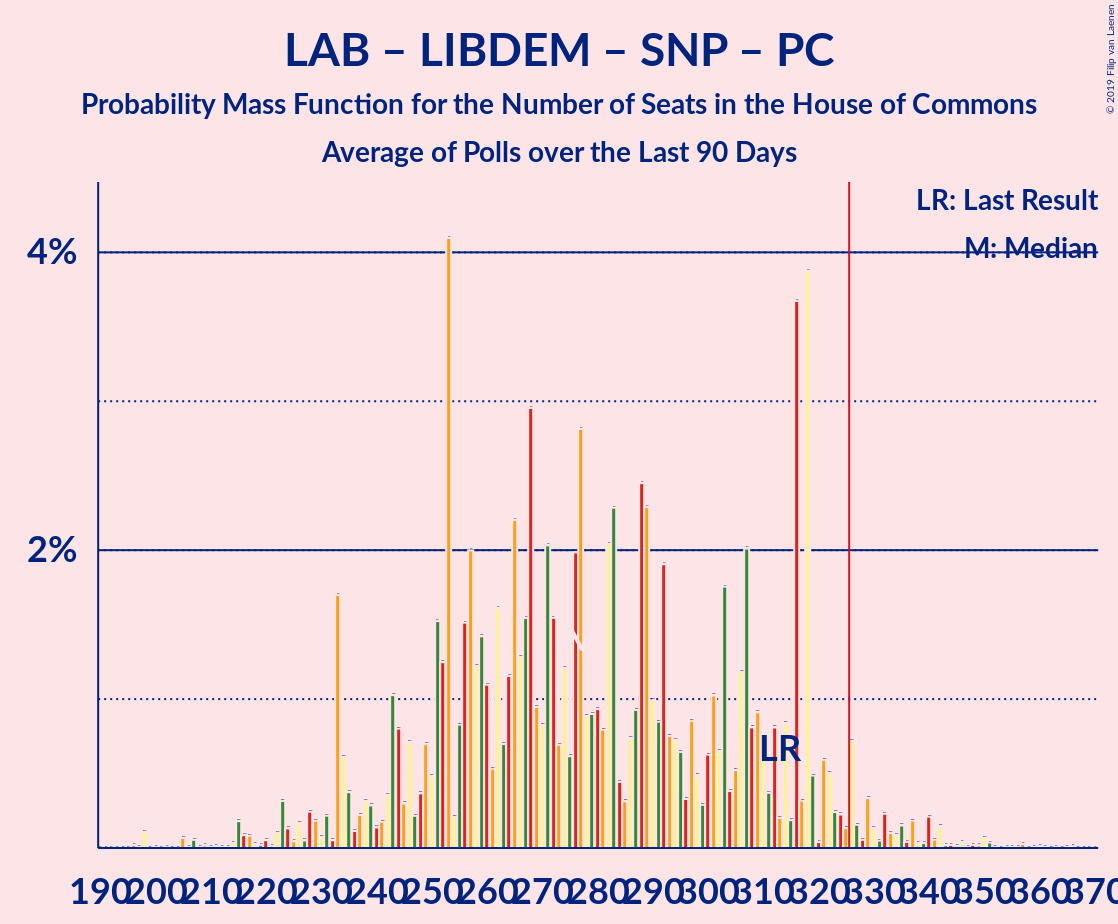 LAB – LIBDEM – SNP – PC
Probability Mass Function for the Number of Seats in the House of Commons
Average of Polls over the Last 90 Days
© 2019 Filip van Laenen
LR: Last Result
M: Median
4%
2%
LR
190 200 210 220 230 240 250 260 270 280 290 300 310 320 330 340 350 360 370